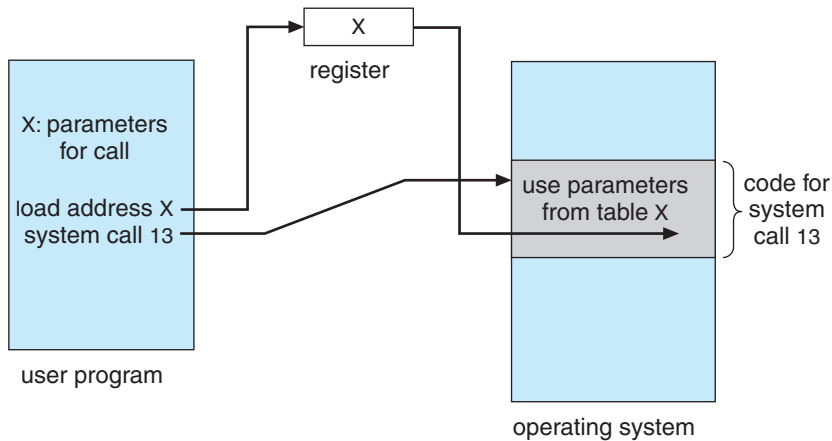 X
register
X: parameters
for call
load address X
system call 13
user program
use parameters
from table X
code for
system
call 13
operating system